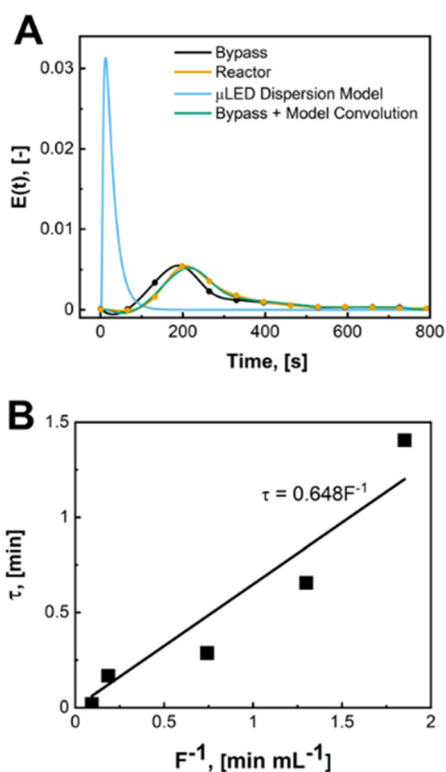 A
Bypass
Reactor
μLED Dispersion Model
Bypass + Model Convolution
E(t), [-]
0.03
0.02
0.01
0
0 200 400 600 800
Time, [s]
B
τ = 0.648F⁻¹
τ, [min]
1.5
1
0.5
0
0 0.5 1 1.5 2
F⁻¹, [min mL⁻¹]